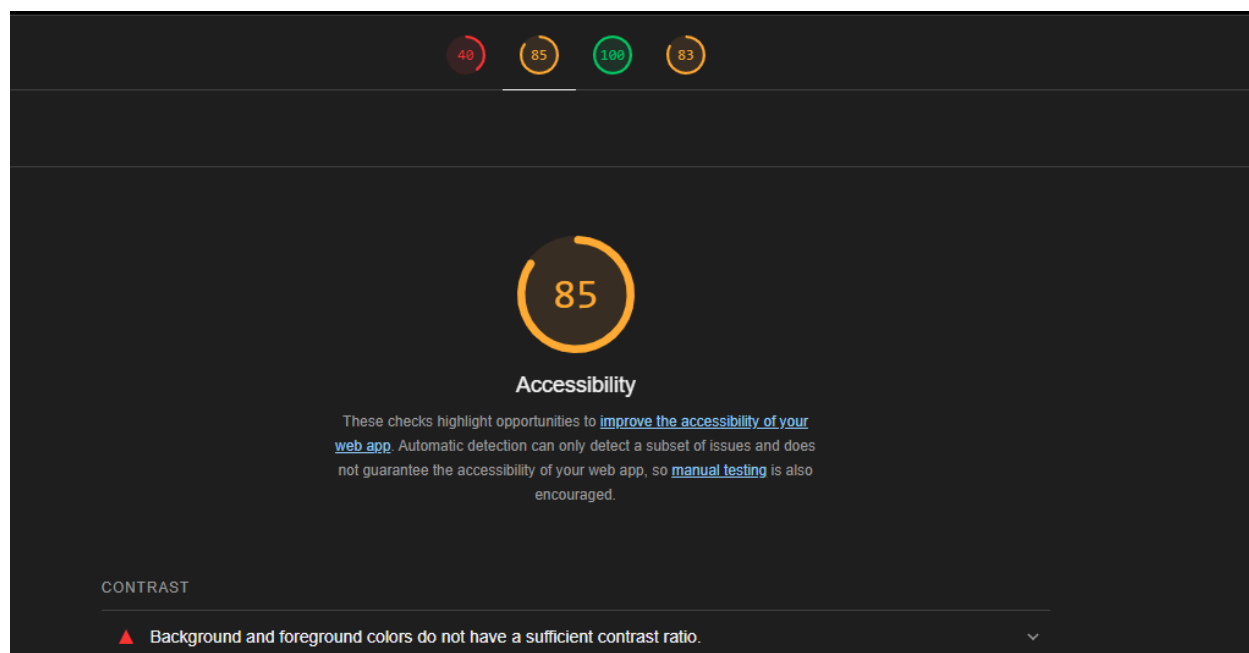 40 85 100 83
85
Accessibility
These checks highlight opportunities to improve the accessibility of your
web app. Automatic detection can only detect a subset of issues and does
not guarantee the accessibility of your web app, so manual testing is also
encouraged.
CONTRAST
Background and foreground colors do not have a sufficient contrast ratio.